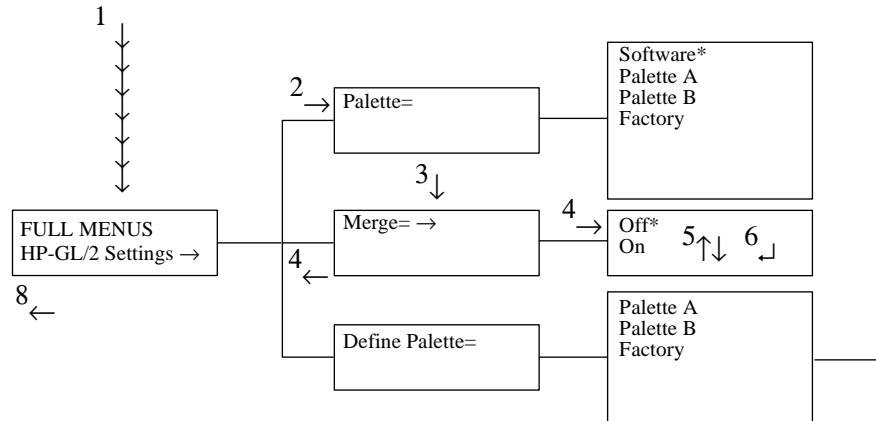 1
Software*
Palette A
Palette B
Factory
2 → Palette=
3 ↓
FULL MENUS
HP-GL/2 Settings →
Merge= →
4 →
Off*
On
5 ↑↓ 6 ↵
4 ←
8 ←
Define Palette=
Palette A
Palette B
Factory